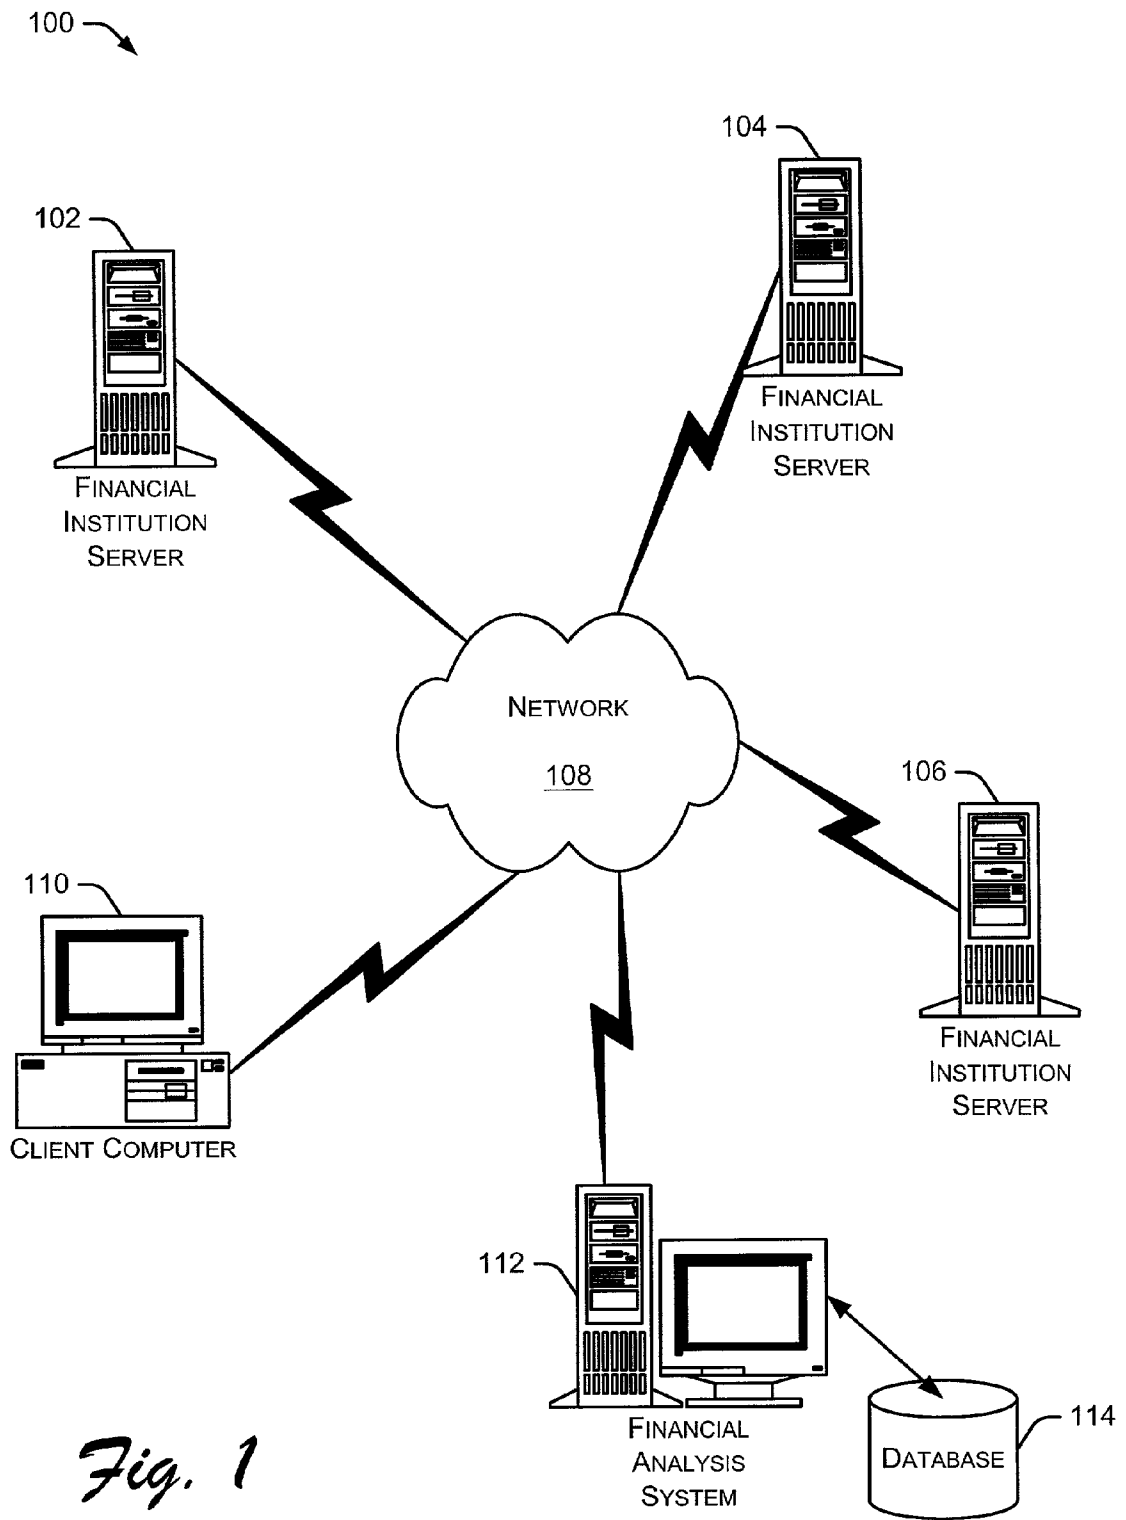 100
104
102
FINANCIAL
INSTITUTION
SERVER
FINANCIAL
INSTITUTION
SERVER
NETWORK
108
106
110
FINANCIAL
INSTITUTION
SERVER
CLIENT COMPUTER
112
114
FINANCIAL
ANALYSIS
SYSTEM
DATABASE
Fig. 1